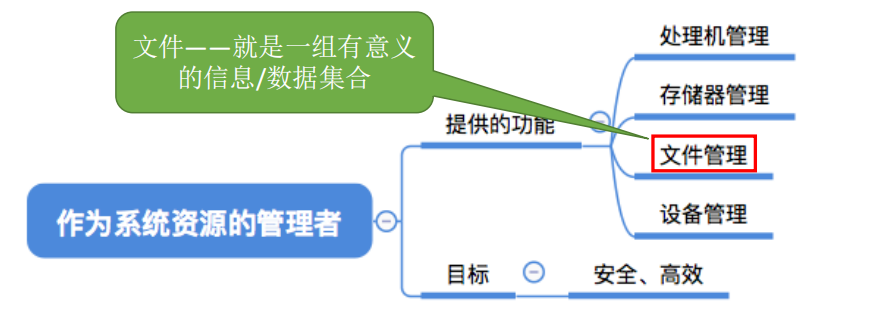 文件——就是一组有意义
的信息/数据集合
处理机管理
存储器管理
提供的功能
文件管理
作为系统资源的管理者
设备管理
目标
安全、高效